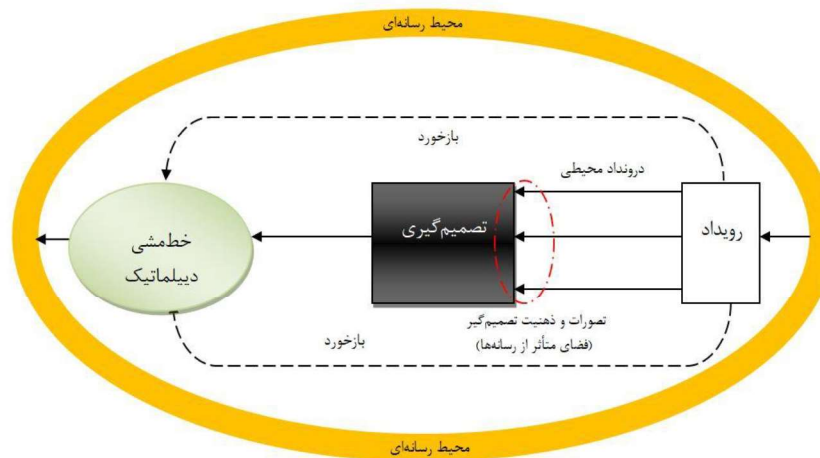 محیط رسانه‌ای
بازخورد
درونداد محیطی
رویداد
تصمیم‌گیری
خط‌مشی
دیپلماتیک
تصورات و ذهنیت تصمیم‌گیر
(فضای متأثر از رسانه‌ها)
بازخورد
محیط رسانه‌ای